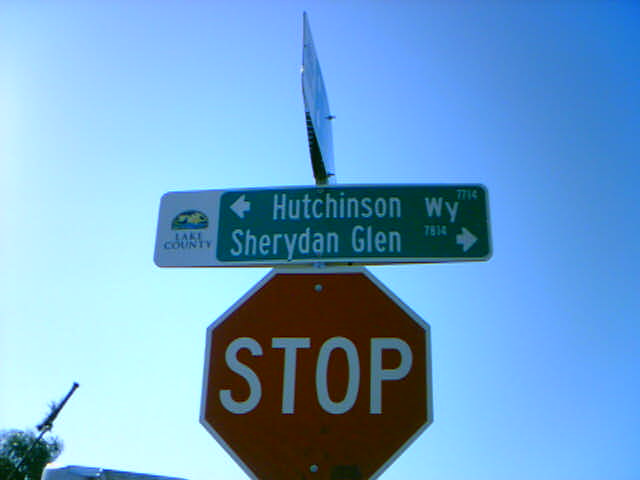 Hutchinson Wy 7714
Sherydan Glen 7814
LAKE
COUNTY
STOP